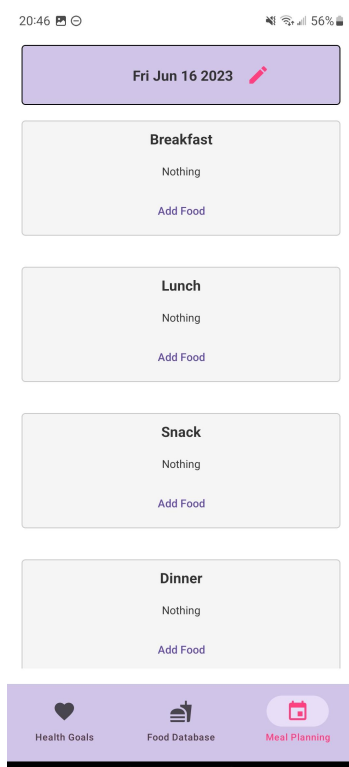 20:46 56%
Fri Jun 16 2023
Breakfast
Nothing
Add Food
Lunch
Nothing
Add Food
Snack
Nothing
Add Food
Dinner
Nothing
Add Food
Health Goals Food Database Meal Planning